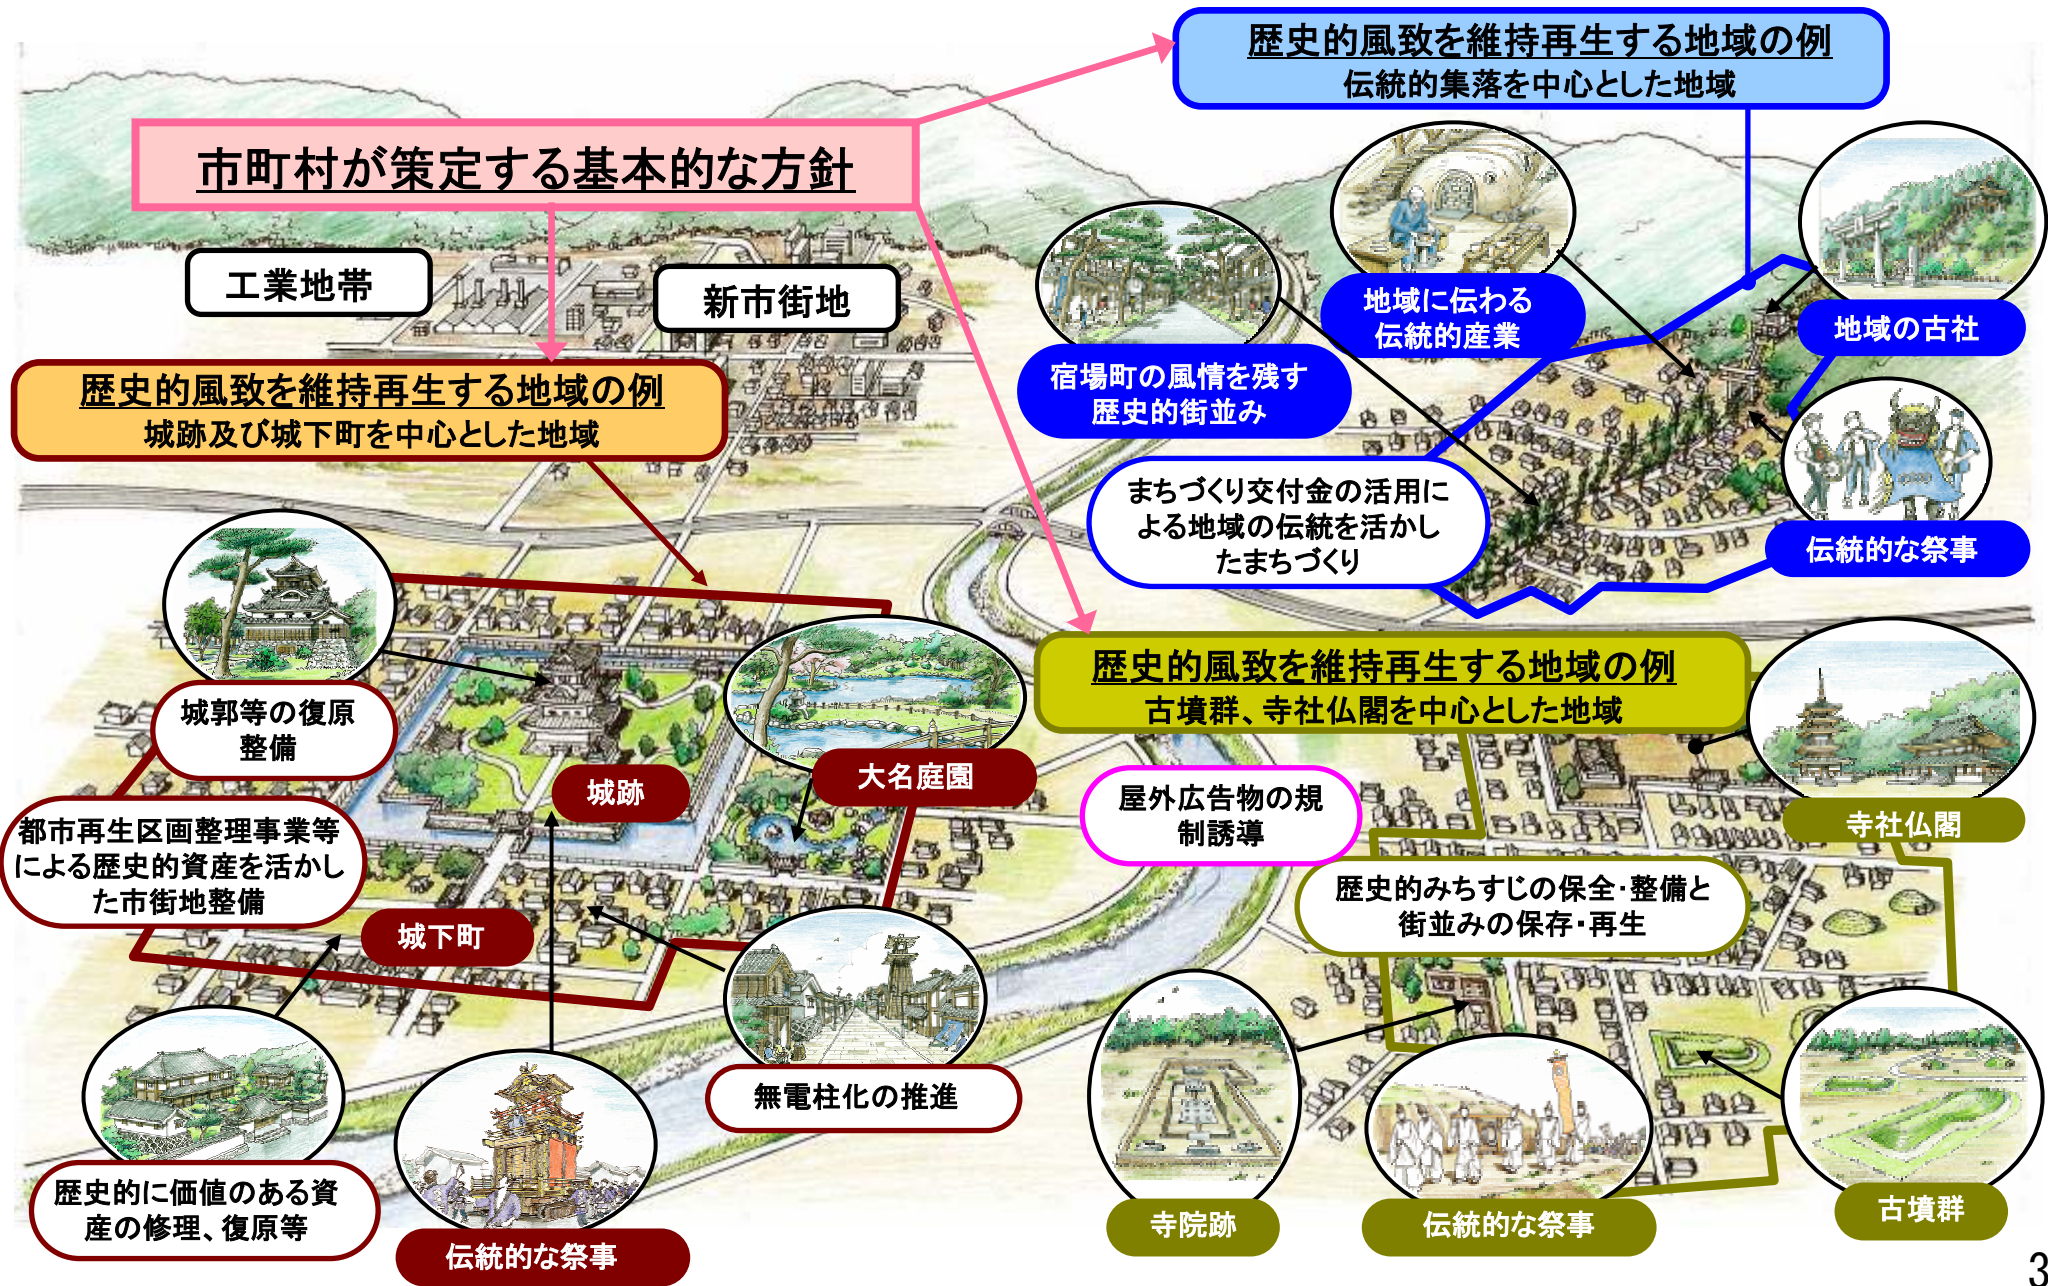 歴史的風致を維持再生する地域の例
伝統的集落を中心とした地域
市町村が策定する基本的な方針
工業地帯
新市街地
地域に伝わる
伝統的産業
地域の古社
宿場町の風情を残す
歴史的街並み
歴史的風致を維持再生する地域の例
城跡及び城下町を中心とした地域
まちづくり交付金の活用に
よる地域の伝統を活かし
たまちづくり
伝統的な祭事
歴史的風致を維持再生する地域の例
古墳群、寺社仏閣を中心とした地域
城郭等の復原
整備
城跡
大名庭園
屋外広告物の規
制誘導
寺社仏閣
都市再生区画整理事業等
による歴史的資産を活かし
た市街地整備
歴史的みちすじの保全・整備と
街並みの保存・再生
城下町
無電柱化の推進
歴史的に価値のある資
産の修理、復原等
伝統的な祭事
寺院跡
伝統的な祭事
古墳群
3